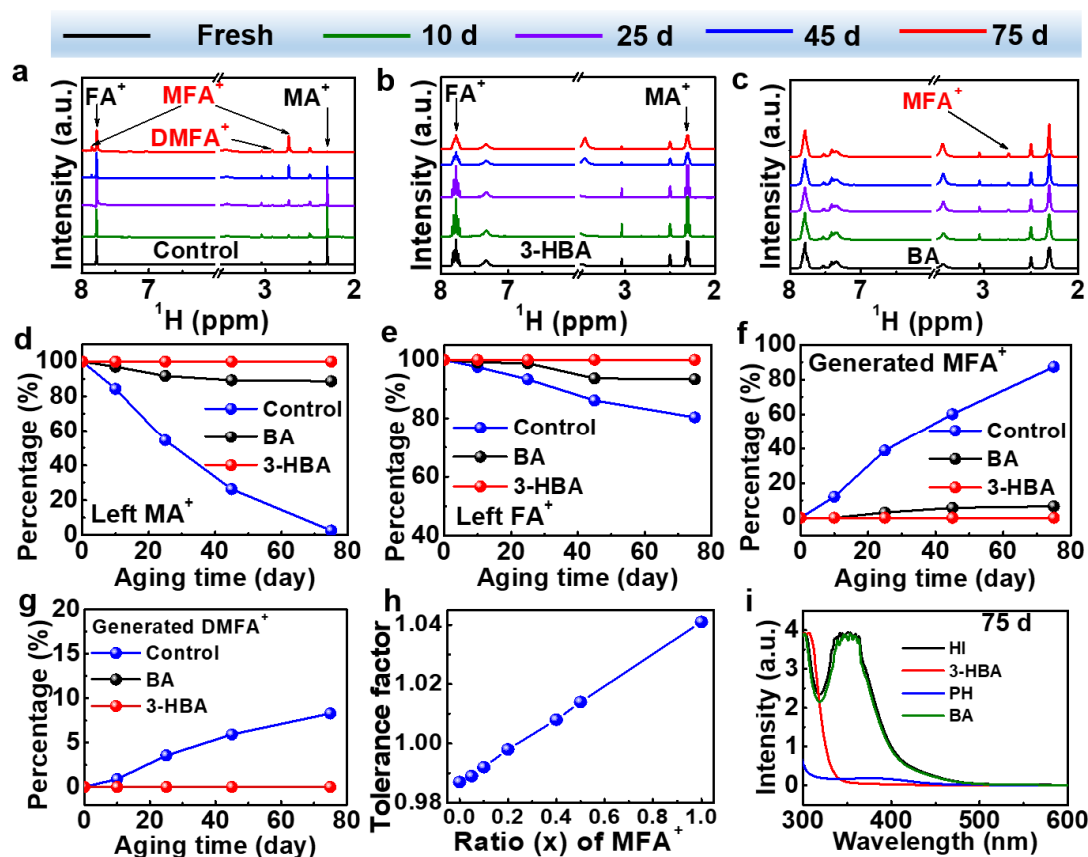 Fresh 10 d 25 d 45 d 75 d
a
FA⁺ MFA⁺ MA⁺
DMFA⁺
Control
Intensity (a.u.)
8 7 3 2
¹H (ppm)
b
FA⁺ MA⁺
3-HBA
Intensity (a.u.)
8 7 3 2
¹H (ppm)
c
MFA⁺
BA
Intensity (a.u.)
8 7 3 2
¹H (ppm)
d
Percentage (%)
100
80
60
40
20
0
Control
BA
3-HBA
Left MA⁺
0 20 40 60 80
Aging time (day)
e
Percentage (%)
100
80
60
40
Control
BA
3-HBA
Left FA⁺
0 20 40 60 80
Aging time (day)
f
Generated MFA⁺
Percentage (%)
100
80
60
40
20
0
Control
BA
3-HBA
0 20 40 60 80
Aging time (day)
g
Percentage (%)
20
15
10
5
0
Generated DMFA⁺
Control
BA
3-HBA
0 20 40 60 80
Aging time (day)
h
Tolerance factor
1.04
1.02
1.00
0.98
0.0 0.2 0.4 0.6 0.8 1.0
Ratio (x) of MFA⁺
i
75 d
Intensity (a.u.)
4
3
2
1
0
HI
3-HBA
PH
BA
300 400 500 600
Wavelength (nm)